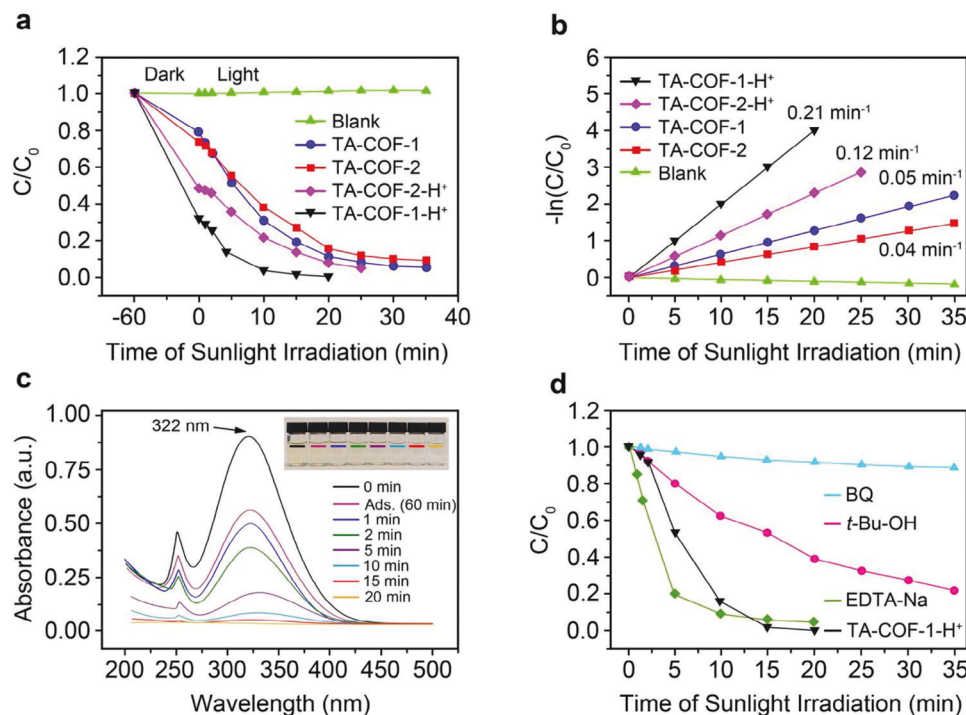 a
1.2
1.0
0.8
0.6
0.4
0.2
0.0
C/C₀
Dark Light
Blank
TA-COF-1
TA-COF-2
TA-COF-2-H⁺
TA-COF-1-H⁺
-60 0 10 20 30 40
Time of Sunlight Irradiation (min)
b
6
5
4
3
2
1
0
-ln(C/C₀)
TA-COF-1-H⁺
TA-COF-2-H⁺
TA-COF-1
TA-COF-2
Blank
0.21 min⁻¹
0.12 min⁻¹
0.05 min⁻¹
0.04 min⁻¹
0 5 10 15 20 25 30 35
Time of Sunlight Irradiation (min)
c
1.00
0.75
0.50
0.25
0.00
Absorbance (a.u.)
322 nm
0 min
Ads. (60 min)
1 min
2 min
5 min
10 min
15 min
20 min
200 250 300 350 400 450 500
Wavelength (nm)
d
1.2
1.0
0.8
0.6
0.4
0.2
0.0
C/C₀
BQ
t-Bu-OH
EDTA-Na
TA-COF-1-H⁺
0 5 10 15 20 25 30 35
Time of Sunlight Irradiation (min)